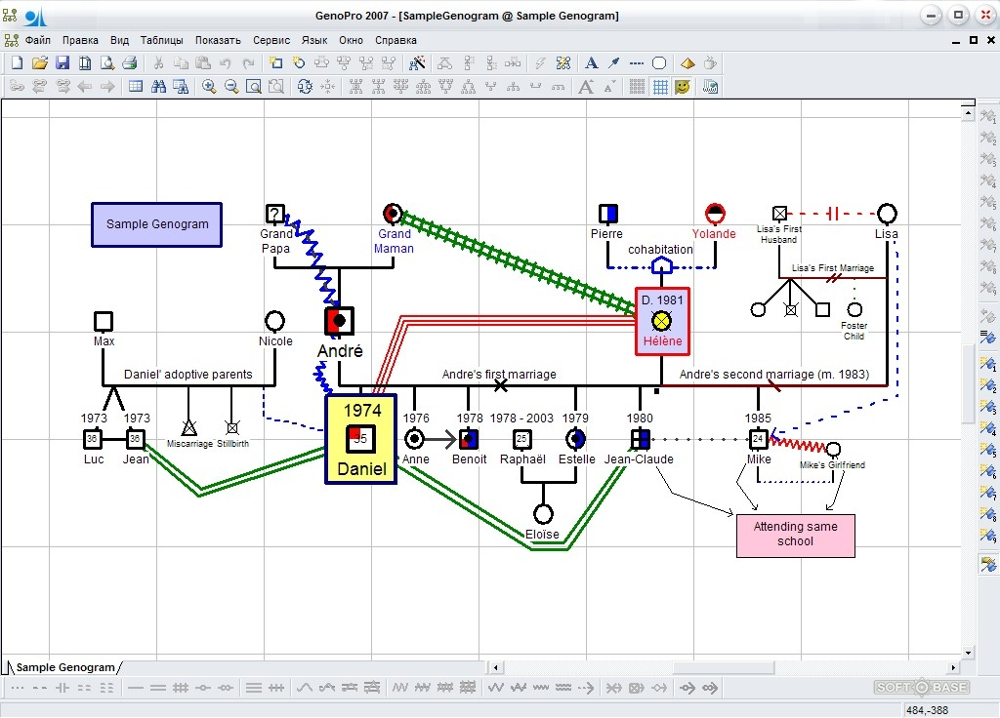 GenoPro 2007 - [SampleGenogram @ Sample Genogram]
Файл Правка Вид Таблицы Показать Сервис Язык Окно Справка
Sample Genogram
?
Grand Papa
Grand Maman
Pierre
Yolande
cohabitation
Lisa's First Husband
Lisa
Lisa's First Marriage
D. 1981
Hélène
Foster Child
Max
Nicole
André
Daniel' adoptive parents
Andre's first marriage
Andre's second marriage (m. 1983)
1973
1973
1974
1976
1978
1978 - 2003
1979
1980
1985
36
36
35
25
24
Luc
Jean
Miscarriage
Stillbirth
Daniel
Anne
Benoit
Raphaël
Estelle
Jean-Claude
Mike
Mike's Girlfriend
Eloïse
Attending same
school
Sample Genogram
SOFT BASE
484,-388